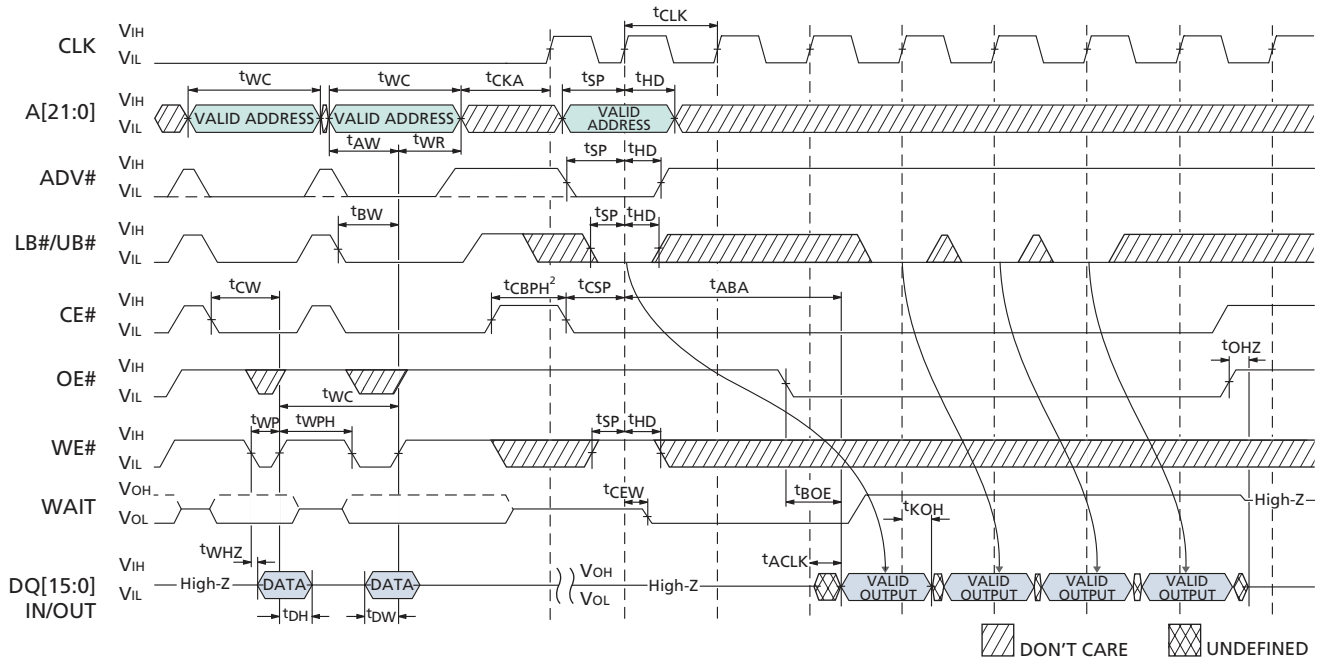 tCLK
CLK VIH
VIL
tWC tWC tCKA tSP tHD
A[21:0] VIH
VIL
VALID ADDRESS VALID ADDRESS VALID
ADDRESS
tAW tWR
tSP tHD
ADV# VIH
VIL
tBW tSP tHD
LB#/UB# VIH
VIL
tCW tCBPH2 tCSP tABA
CE# VIH
VIL
tOHZ
OE# VIH
VIL
tWC
tWP tWPH tSP tHD
WE# VIH
VIL
tCEW tBOE
WAIT VOH
VOL
High-Z
tKOH
tWHZ tACLK
DQ[15:0]
IN/OUT
VIH
VIL
High-Z DATA DATA VOH
VOL
High-Z VALID
OUTPUT VALID
OUTPUT VALID
OUTPUT VALID
OUTPUT
tDH tDW
DON'T CARE UNDEFINED